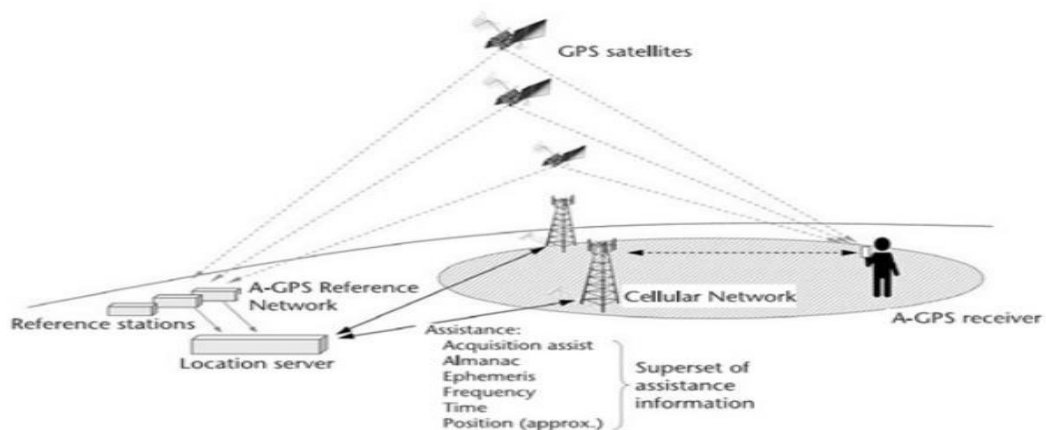 GPS satellites
A-GPS Reference
Network
Reference stations
Location server
Cellular Network
A-GPS receiver
Assistance:
Acquisition assist
Almanac
Ephemeris
Frequency
Time
Position (approx.)
Superset of
assistance
information